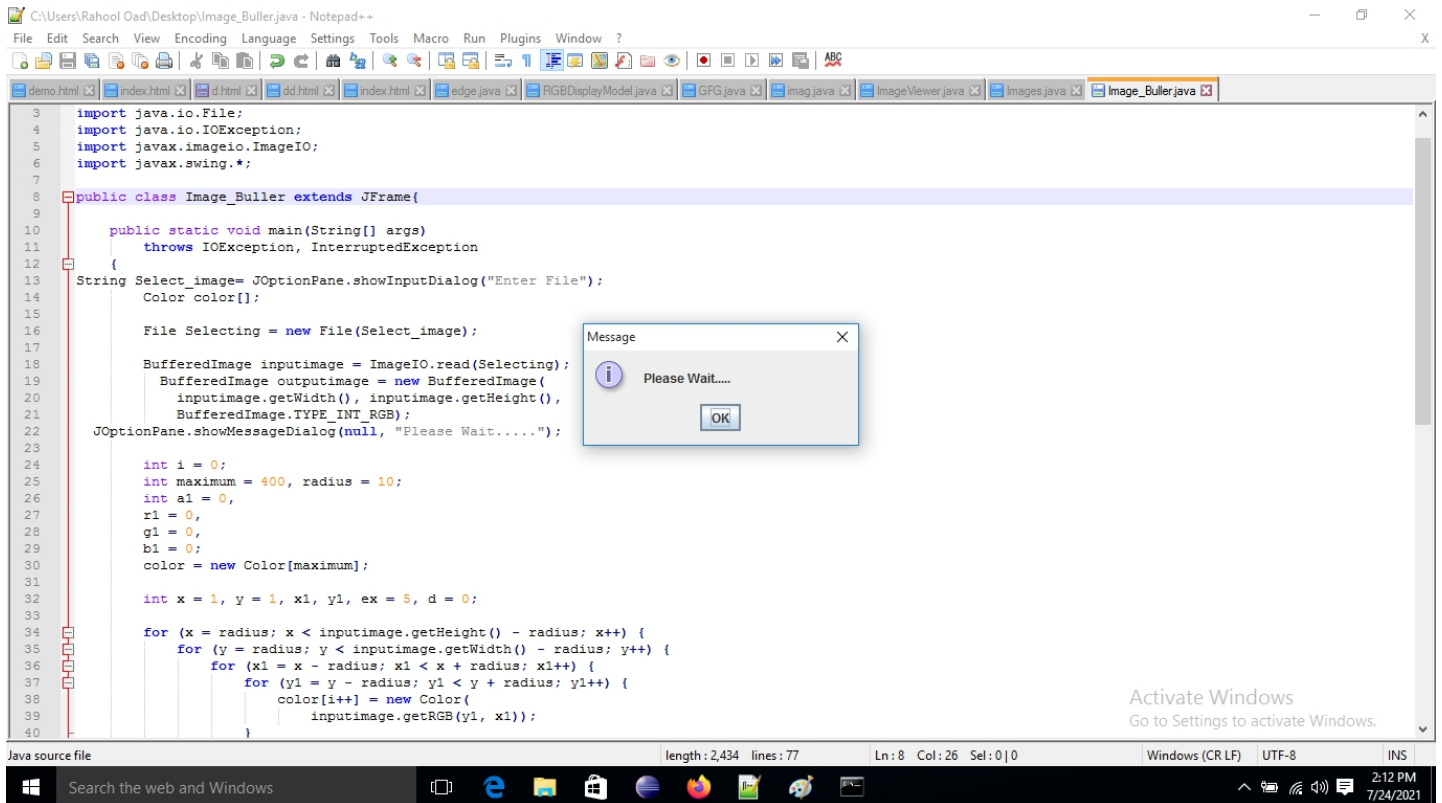 C:\Users\Rahool Oad\Desktop\Image_Buller.java - Notepad++
File Edit Search View Encoding Language Settings Tools Macro Run Plugins Window ?
X
ABC
demo.html index.html d.html dd.html index.html edge.java RGBDisplayModel.java GFG.java imag.java ImageViewer.java Images.java Image_Buller.java
3 import java.io.File;
4 import java.io.IOException;
5 import javax.imageio.ImageIO;
6 import javax.swing.*;
7
8 public class Image_Buller extends JFrame{
9
10 public static void main(String[] args)
11 throws IOException, InterruptedException
12 {
13 String Select_image= JOptionPane.showInputDialog("Enter File");
14 Color color[];
15
16 File Selecting = new File(Select_image);
17
18 BufferedImage inputimage = ImageIO.read(Selecting);
19 BufferedImage outputimage = new BufferedImage(
20 inputimage.getWidth(), inputimage.getHeight(),
21 BufferedImage.TYPE_INT_RGB);
22 JOptionPane.showMessageDialog(null, "Please Wait.....");
23
24 int i = 0;
25 int maximum = 400, radius = 10;
26 int a1 = 0,
27 r1 = 0,
28 g1 = 0,
29 b1 = 0;
30 color = new Color[maximum];
31
32 int x = 1, y = 1, x1, y1, ex = 5, d = 0;
33
34 for (x = radius; x < inputimage.getHeight() - radius; x++) {
35 for (y = radius; y < inputimage.getWidth() - radius; y++) {
36 for (x1 = x - radius; x1 < x + radius; x1++) {
37 for (y1 = y - radius; y1 < y + radius; y1++) {
38 color[i++] = new Color(
39 inputimage.getRGB(y1, x1));
40 }
Message
Please Wait.....
OK
Activate Windows
Go to Settings to activate Windows.
Java source file length : 2,434 lines : 77 Ln : 8 Col : 26 Sel : 0 | 0 Windows (CR LF) UTF-8 INS
Search the web and Windows
2:12 PM
7/24/2021